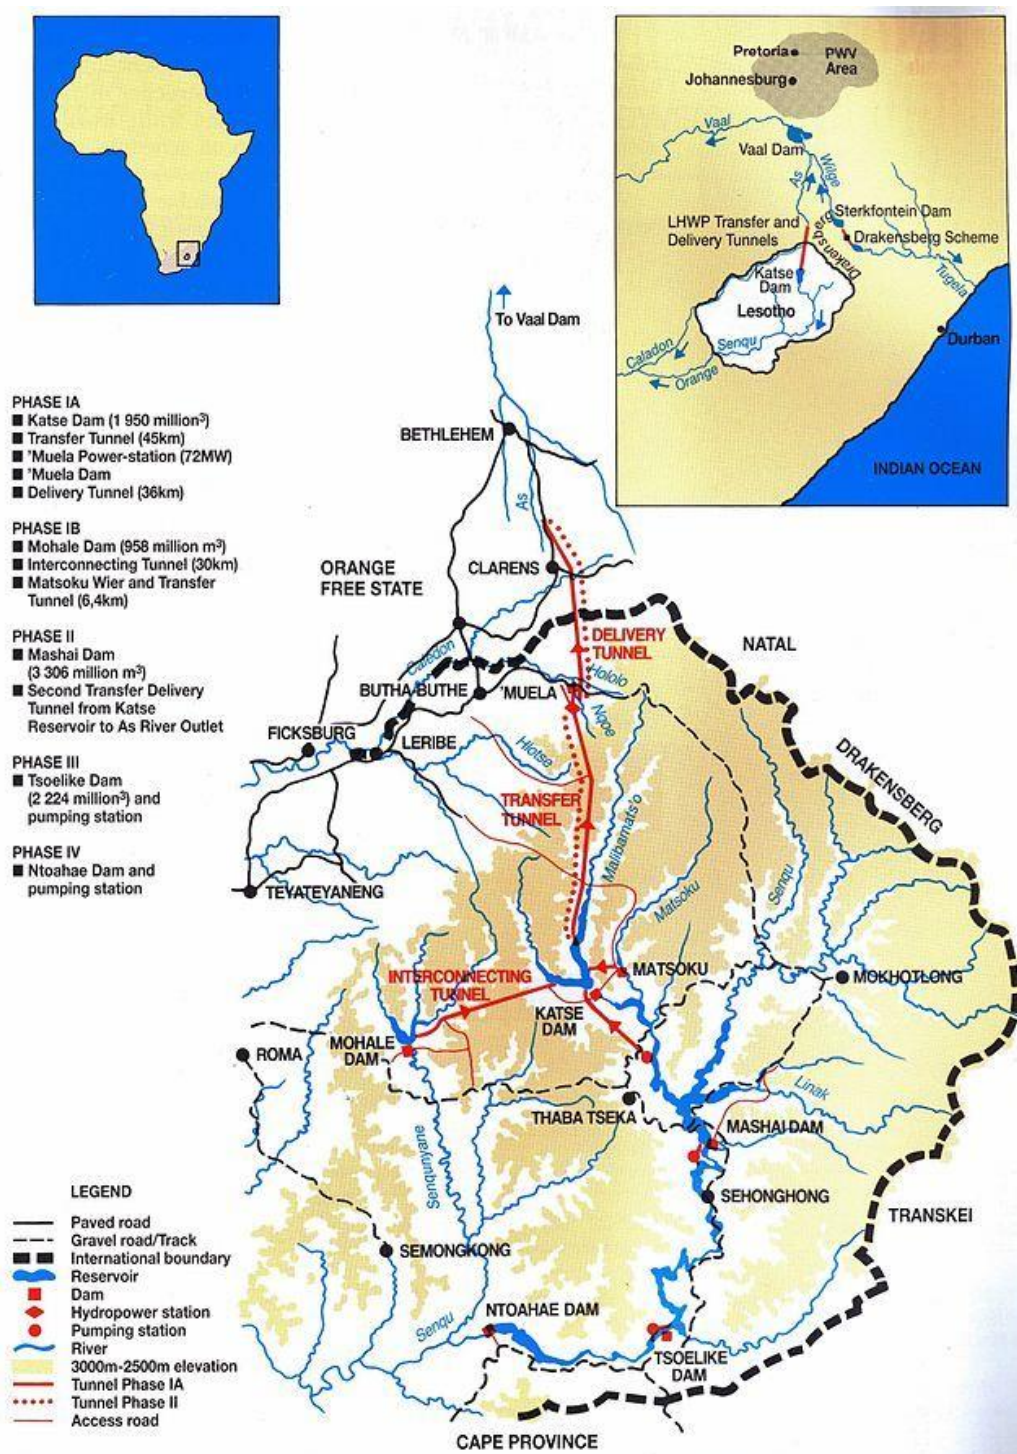 Pretoria
PWV
Area
Johannesburg
Vaal
Vaal Dam
As
Wilge
Sterkfontein Dam
LHWP Transfer and
Delivery Tunnels
Drakensberg
Drakensberg Scheme
Katse
Dam
Tugela
Lesotho
Durban
Senqu
Caladon
Orange
INDIAN OCEAN
To Vaal Dam
PHASE IA
Katse Dam (1 950 million³)
Transfer Tunnel (45km)
'Muela Power-station (72MW)
'Muela Dam
Delivery Tunnel (36km)
PHASE IB
Mohale Dam (958 million m³)
Interconnecting Tunnel (30km)
Matsoku Wier and Transfer
Tunnel (6,4km)
PHASE II
Mashai Dam
(3 306 million m³)
Second Transfer Delivery
Tunnel from Katse
Reservoir to As River Outlet
PHASE III
Tsoelike Dam
(2 224 million³) and
pumping station
PHASE IV
Ntoahae Dam and
pumping station
BETHLEHEM
As
ORANGE
FREE STATE
CLARENS
DELIVERY
TUNNEL
NATAL
Caledon
Hololo
BUTHA-BUTHE
'MUELA
Nqoe
FICKSBURG
LERIBE
Hlotse
DRAKENSBERG
TRANSFER
TUNNEL
Malibamats'o
TEYATEYANENG
Matsoku
Senqu
INTERCONNECTING
TUNNEL
MATSOKU
MOKHOTLONG
KATSE
DAM
ROMA
MOHALE
DAM
Linak
THABA TSEKA
MASHAI DAM
Senqunyane
SEHONGHONG
TRANSKEI
SEMONGKONG
NTOAHAE DAM
Senqu
TSOELIKE
DAM
CAPE PROVINCE
LEGEND
Paved road
Gravel road/Track
International boundary
Reservoir
Dam
Hydropower station
Pumping station
River
3000m-2500m elevation
Tunnel Phase IA
Tunnel Phase II
Access road